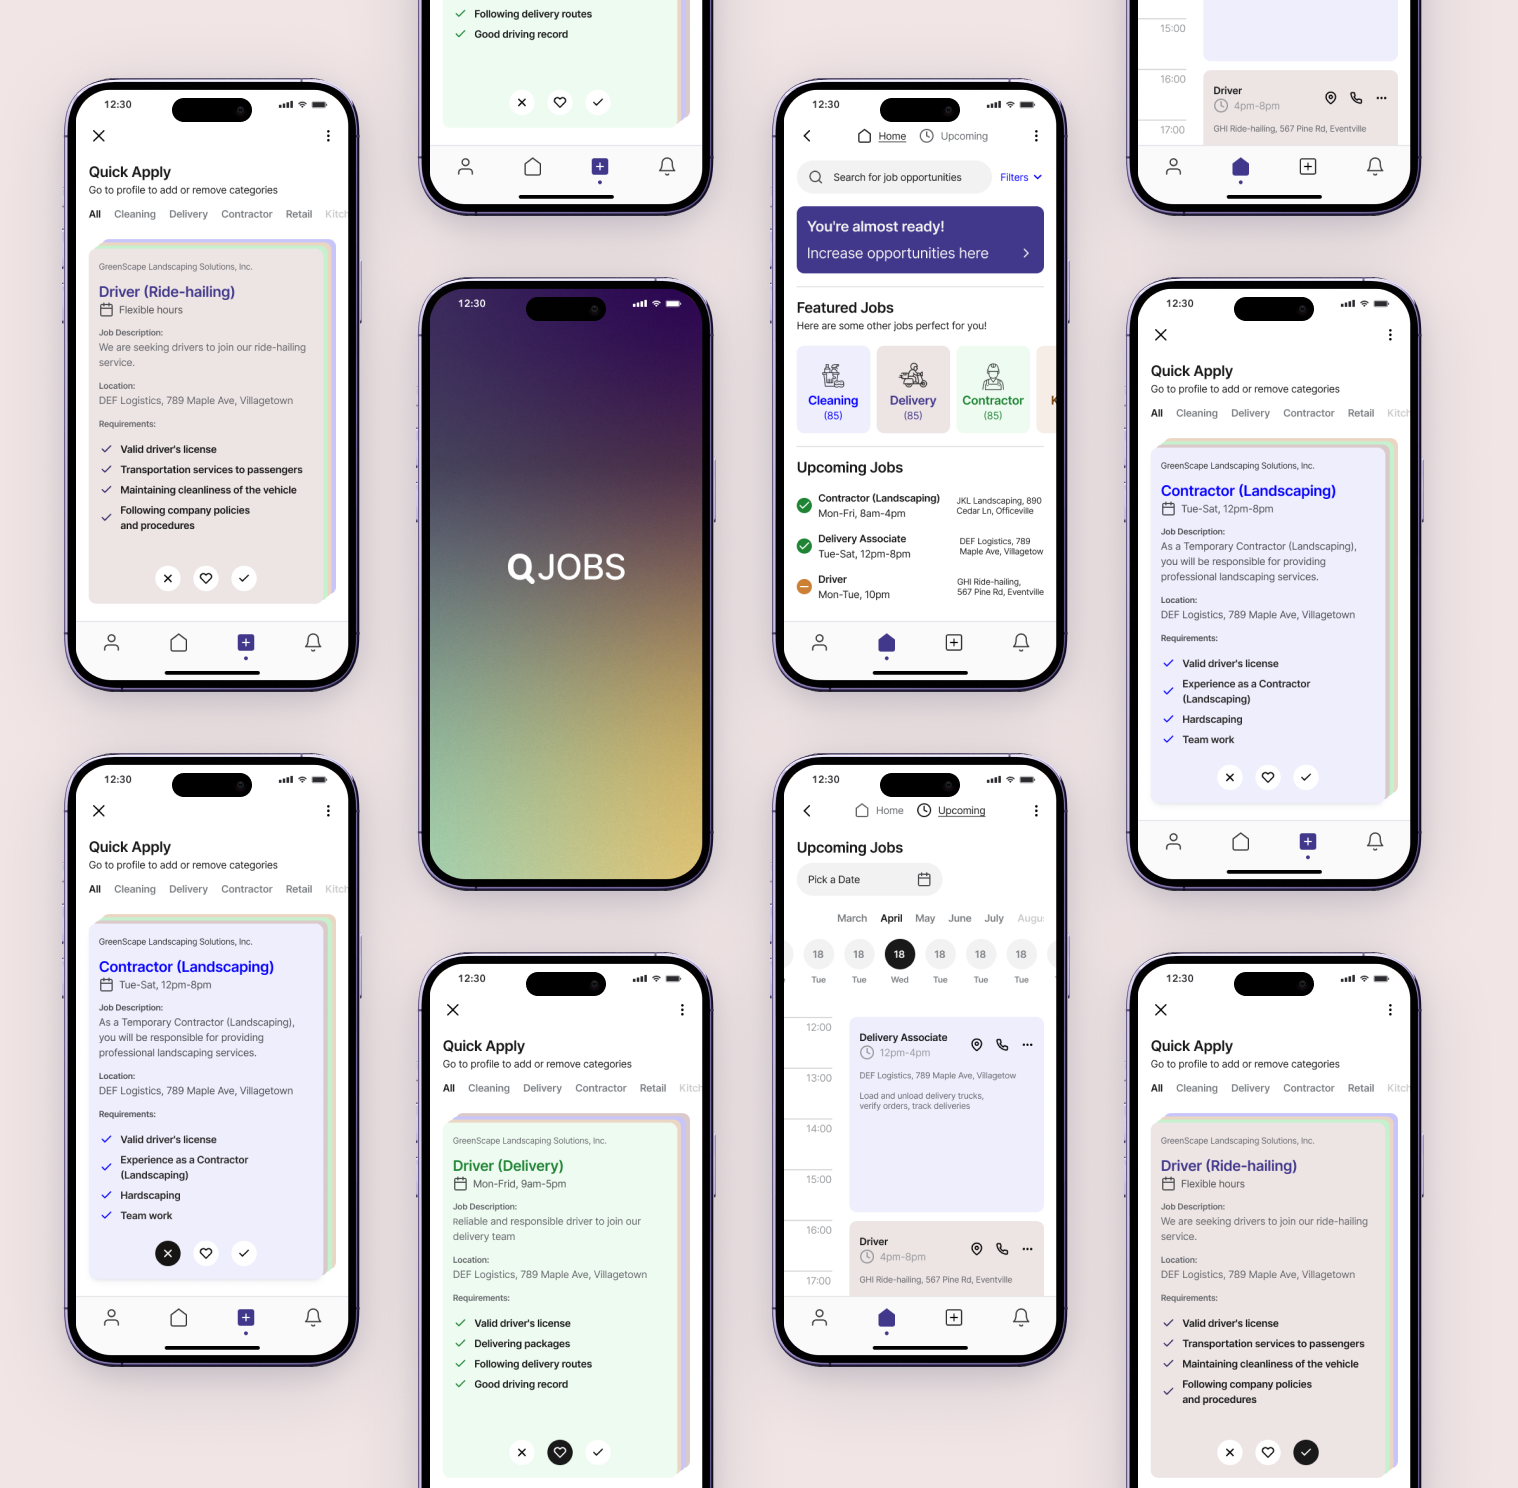 12:30
Quick Apply
Go to profile to add or remove categories
All Cleaning Delivery Contractor Retail Kitch
GreenScape Landscaping Solutions, Inc.
Driver (Ride-hailing)
Flexible hours
Job Description:
We are seeking drivers to join our ride-hailing
service.
Location:
DEF Logistics, 789 Maple Ave, Villagetown
Requirements:
Valid driver's license
Transportation services to passengers
Maintaining cleanliness of the vehicle
Following company policies
and procedures
12:30
Quick Apply
Go to profile to add or remove categories
All Cleaning Delivery Contractor Retail Kitch
GreenScape Landscaping Solutions, Inc.
Contractor (Landscaping)
Tue-Sat, 12pm-8pm
Job Description:
As a Temporary Contractor (Landscaping),
you will be responsible for providing
professional landscaping services.
Location:
DEF Logistics, 789 Maple Ave, Villagetown
Requirements:
Valid driver's license
Experience as a Contractor
(Landscaping)
Hardscaping
Team work
Following delivery routes
Good driving record
12:30
QJOBS
12:30
Quick Apply
Go to profile to add or remove categories
All Cleaning Delivery Contractor Retail Kitch
GreenScape Landscaping Solutions, Inc.
Driver (Delivery)
Mon-Frid, 9am-5pm
Job Description:
Reliable and responsible driver to join our
delivery team
Location:
DEF Logistics, 789 Maple Ave, Villagetown
Requirements:
Valid driver's license
Delivering packages
Following delivery routes
Good driving record
12:30
Home Upcoming
Search for job opportunities Filters
You're almost ready!
Increase opportunities here
Featured Jobs
Here are some other jobs perfect for you!
Cleaning Delivery Contractor K
(85) (85) (85)
Upcoming Jobs
Contractor (Landscaping)
Mon-Fri, 8am-4pm
JKL Landscaping, 890
Cedar Ln, Officeville
Delivery Associate
Tue-Sat, 12pm-8pm
DEF Logistics, 789
Maple Ave, Villagetow
Driver
Mon-Tue, 10pm
GHI Ride-hailing,
567 Pine Rd, Eventville
12:30
Home Upcoming
Upcoming Jobs
Pick a Date
March April May June July Augu
18 18 18 18 18 18
Tue Tue Wed Tue Tue Tue
12:00
13:00
14:00
15:00
16:00
17:00
Delivery Associate
12pm-4pm
DEF Logistics, 789 Maple Ave, Villagetow
Load and unload delivery trucks,
verify orders, track deliveries
Driver
4pm-8pm
GHI Ride-hailing, 567 Pine Rd, Eventville
15:00
16:00
17:00
Driver
4pm-8pm
GHI Ride-hailing, 567 Pine Rd, Eventville
12:30
Quick Apply
Go to profile to add or remove categories
All Cleaning Delivery Contractor Retail Kitch
GreenScape Landscaping Solutions, Inc.
Contractor (Landscaping)
Tue-Sat, 12pm-8pm
Job Description:
As a Temporary Contractor (Landscaping),
you will be responsible for providing
professional landscaping services.
Location:
DEF Logistics, 789 Maple Ave, Villagetown
Requirements:
Valid driver's license
Experience as a Contractor
(Landscaping)
Hardscaping
Team work
12:30
Quick Apply
Go to profile to add or remove categories
All Cleaning Delivery Contractor Retail Kitch
GreenScape Landscaping Solutions, Inc.
Driver (Ride-hailing)
Flexible hours
Job Description:
We are seeking drivers to join our ride-hailing
service.
Location:
DEF Logistics, 789 Maple Ave, Villagetown
Requirements:
Valid driver's license
Transportation services to passengers
Maintaining cleanliness of the vehicle
Following company policies
and procedures